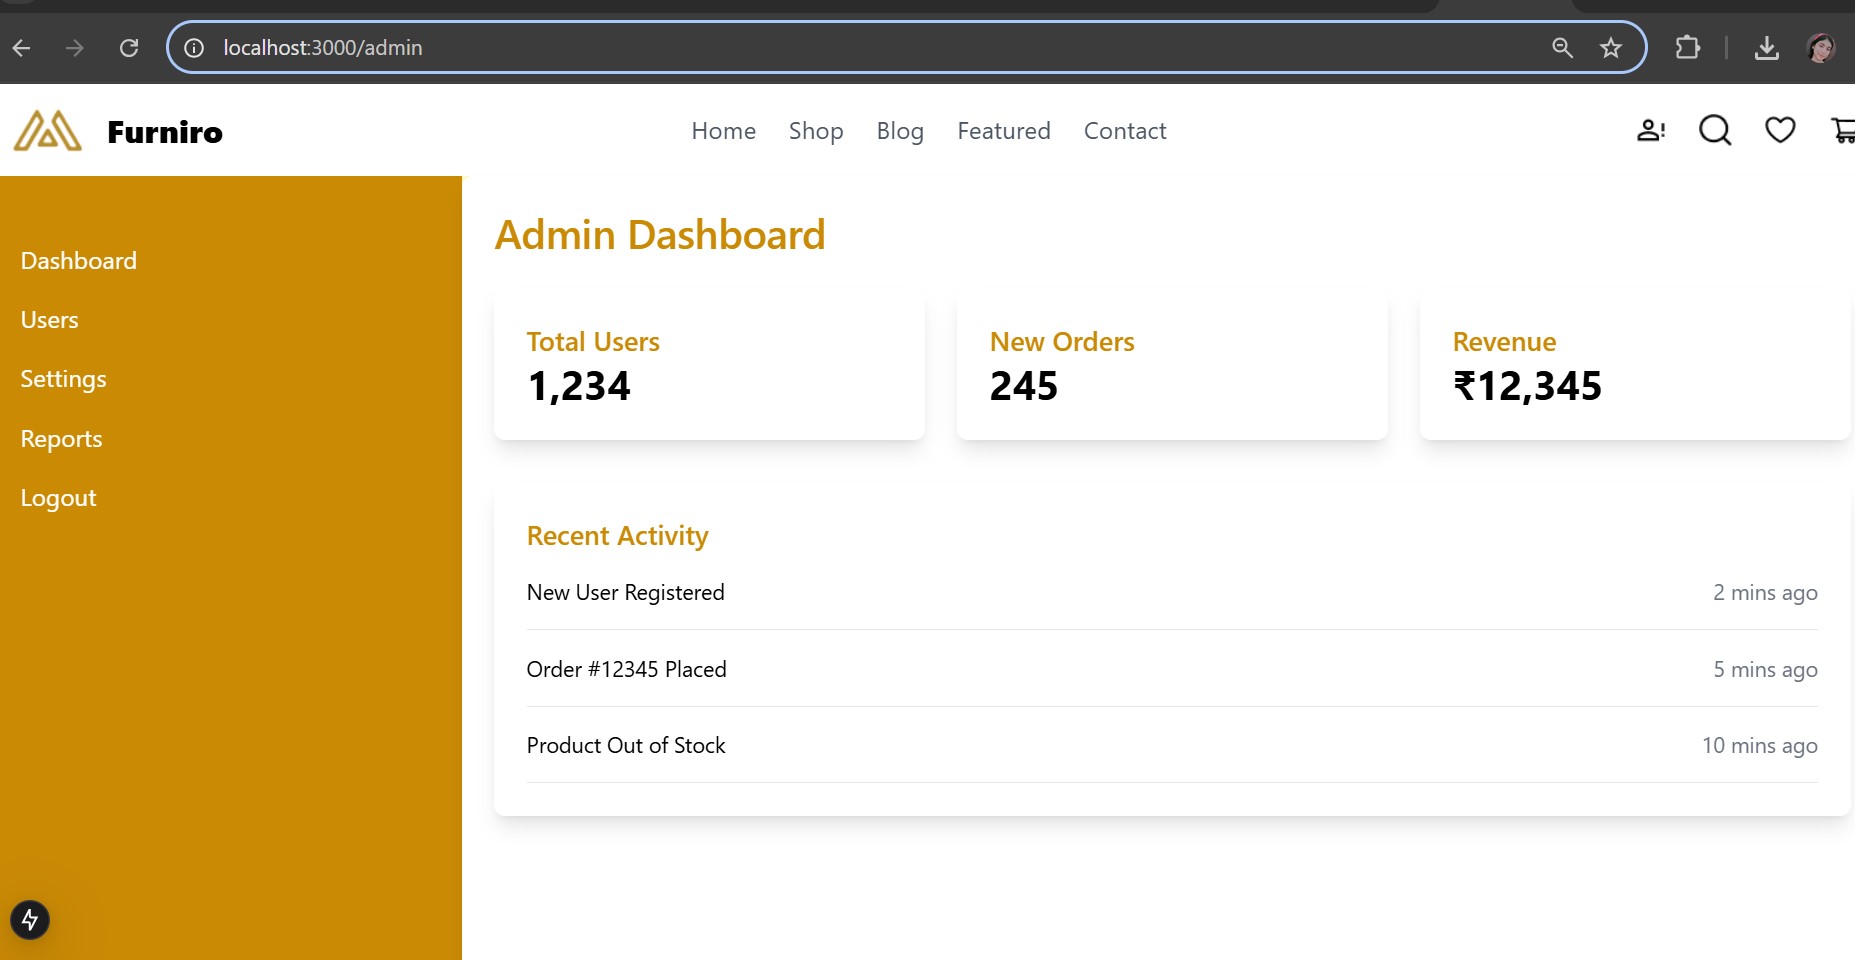 localhost:3000/admin
Furniro
Home Shop Blog Featured Contact
Dashboard
Users
Settings
Reports
Logout
Admin Dashboard
Total Users
1,234
New Orders
245
Revenue
₹12,345
Recent Activity
New User Registered 2 mins ago
Order #12345 Placed 5 mins ago
Product Out of Stock 10 mins ago